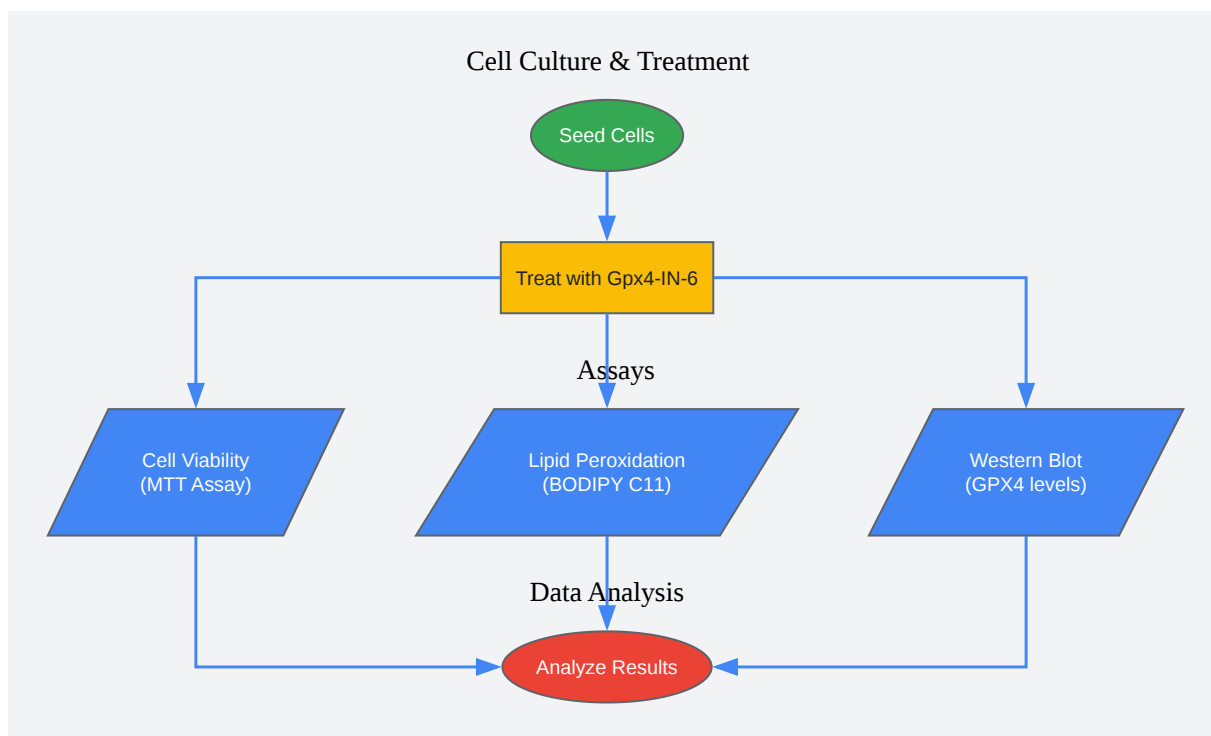 Cell Culture & Treatment
Seed Cells
Treat with Gpx4-IN-6
Assays
Cell Viability
(MTT Assay)
Lipid Peroxidation
(BODIPY C11)
Western Blot
(GPX4 levels)
Data Analysis
Analyze Results